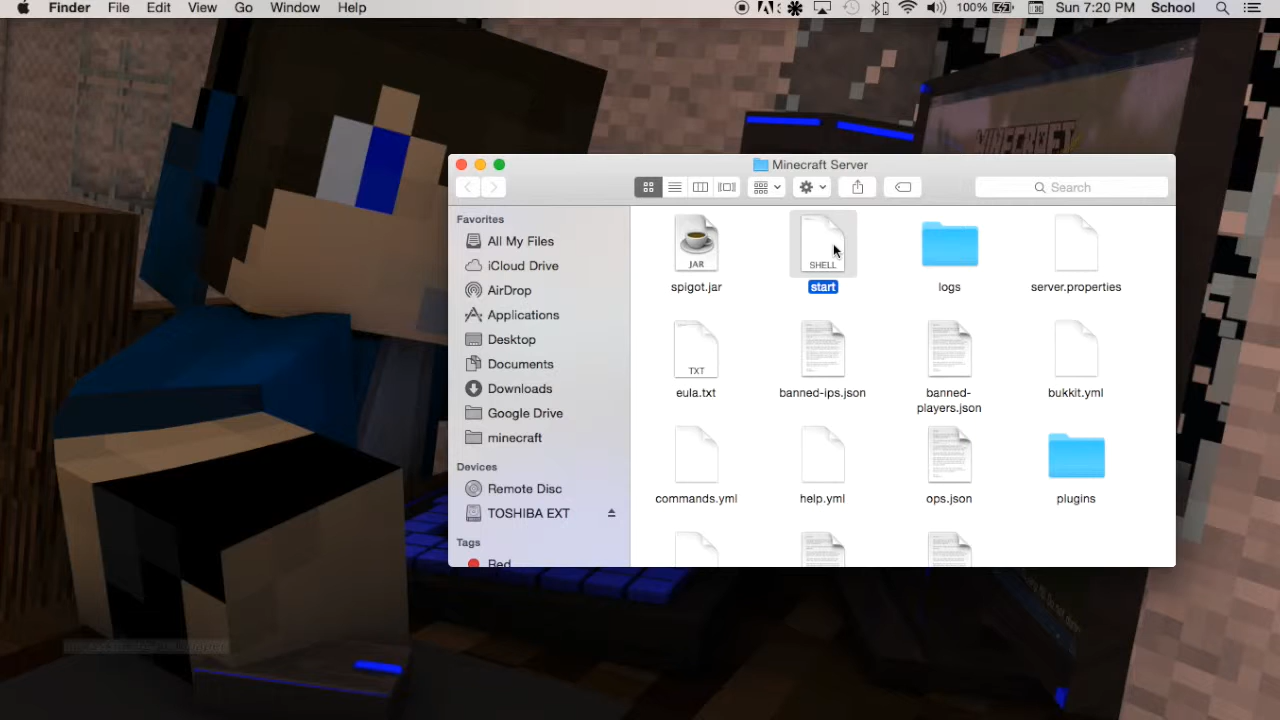 Finder File Edit View Go Window Help 100% Sun 7:20 PM School
MINECRAFT
Minecraft Server
Search
Favorites
All My Files
iCloud Drive
AirDrop
Applications
Desktop
Documents
Downloads
Google Drive
minecraft
Devices
Remote Disc
TOSHIBA EXT
Tags
Red
JAR
SHELL
spigot.jar start logs server.properties
TXT
eula.txt banned-ips.json banned-players.json bukkit.yml
commands.yml help.yml ops.json plugins